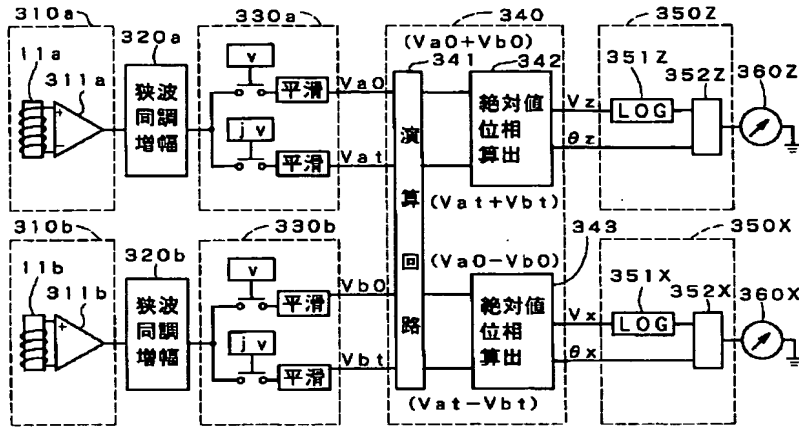 310a
320a
330a
340
350Z
11a
311a
v
(Va0+Vb0)
341
342
351Z
352Z
360Z
狭波
同調
増幅
平滑
Va0
絶対値
位相
算出
Vz
LOG
+
−
j v
平滑
Vat
θz
演算回路
(Vat+Vbt)
310b
320b
330b
343
350X
11b
311b
v
(Va0−Vb0)
351X
352X
360X
狭波
同調
増幅
平滑
Vb0
絶対値
位相
算出
Vx
LOG
+
j v
平滑
Vbt
θx
(Vat−Vbt)